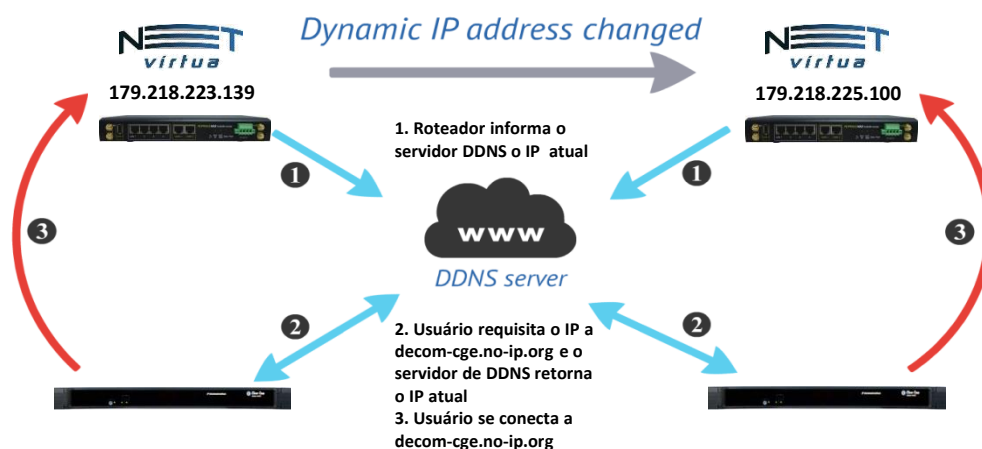 Dynamic IP address changed
NET
virtua
179.218.223.139
NET
virtua
179.218.225.100
1. Roteador informa o
servidor DDNS o IP atual
1
1
www
DDNS server
3
3
2
2
2. Usuário requisita o IP a
decom-cge.no-ip.org e o
servidor de DDNS retorna
o IP atual
3. Usuário se conecta a
decom-cge.no-ip.org